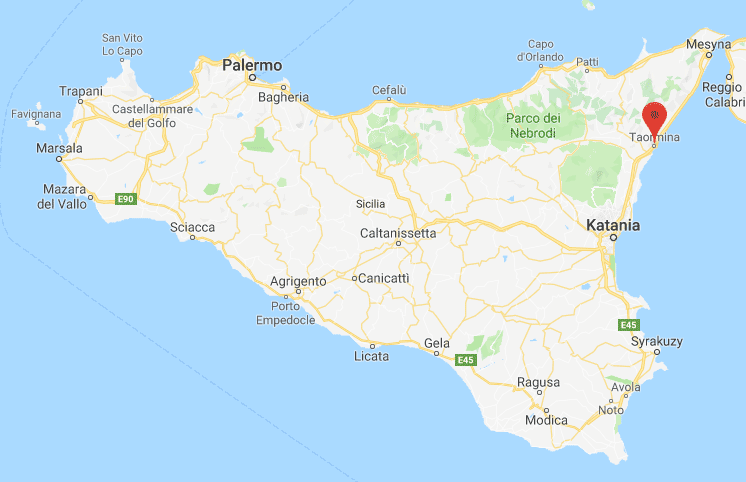 San Vito
Lo Capo
Palermo
Bagheria
Trapani
Favignana
Castellammare
del Golfo
Marsala
Mazara
del Vallo
E90
Sciacca
Cefalù
Capo
d'Orlando
Patti
Mesyna
Reggio
Calabri
Parco dei
Nebrodi
Taormina
Sicilia
Caltanissetta
Katania
Canicattì
Agrigento
Porto
Empedocle
Licata
Gela
E45
E45
Syrakuzy
Ragusa
Modica
Avola
Noto